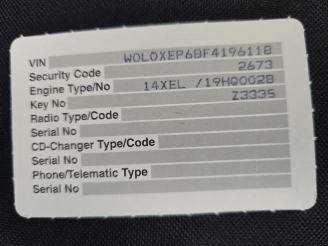 VIN W0L0XEP68F4196118
Security Code 2673
Engine Type/No 14XEL /19HQ0028
Key No Z3335
Radio Type/Code
Serial No
CD-Changer Type/Code
Serial No
Phone/Telematic Type
Serial No